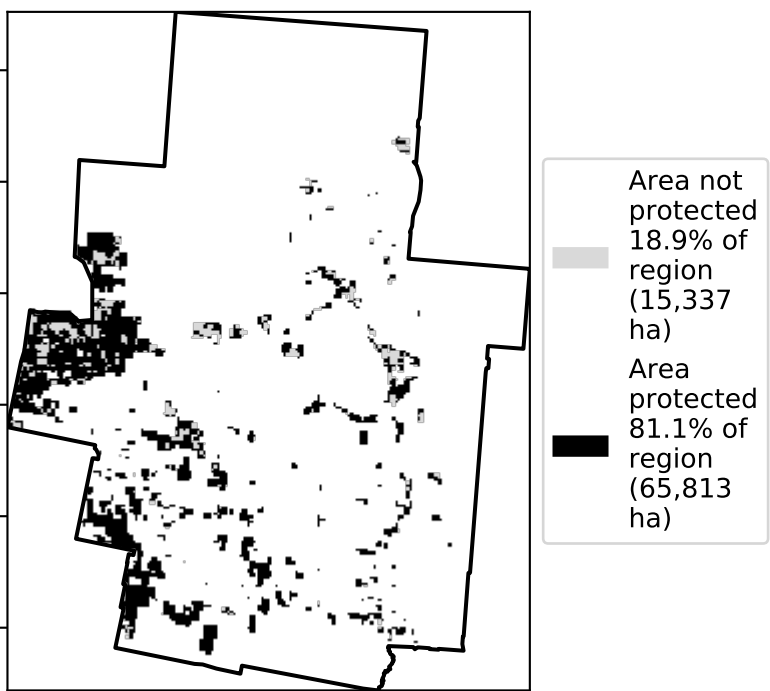 Area not
protected
18.9% of
region
(15,337
ha)
Area
protected
81.1% of
region
(65,813
ha)